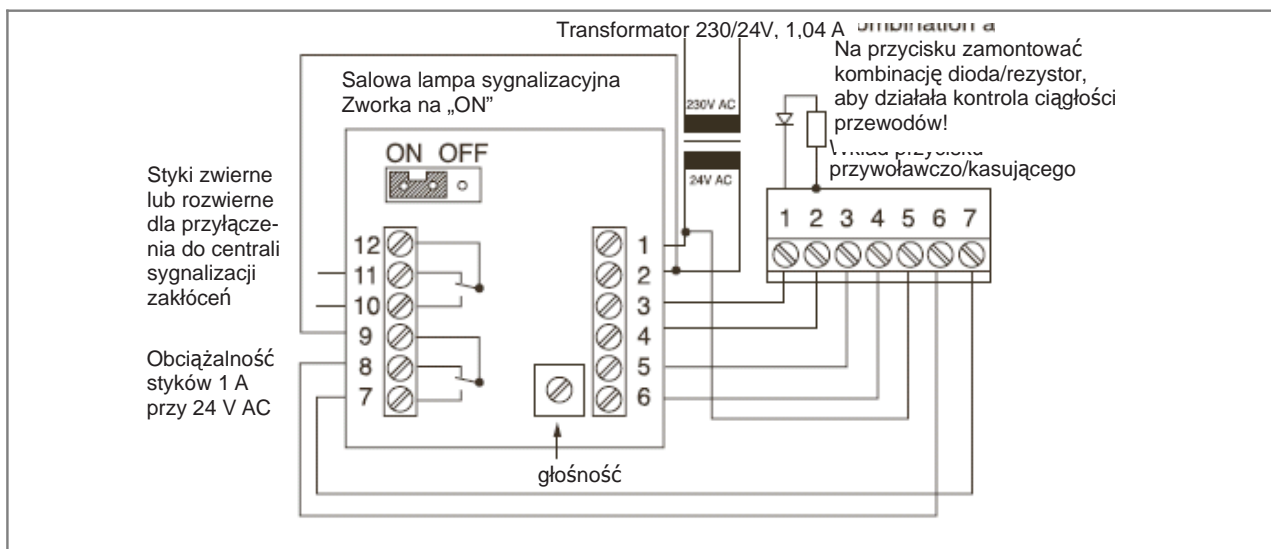 Transformator 230/24V, 1,04 A
Na przycisku zamontować
kombinację dioda/rezystor,
aby działała kontrola ciągłości
przewodów!
przywoławczo/kasującego
Salowa lampa sygnalizacyjna
Zworka na „ON”
230V AC
24V AC
ON OFF
Styki zwierne
lub rozwierne
dla przyłącze-
nia do centrali
sygnalizacji
zakłóceń
Obciążalność
styków 1 A
przy 24 V AC
12
11
10
9
8
7
1
2
3
4
5
6
1 2 3 4 5 6 7
głośność